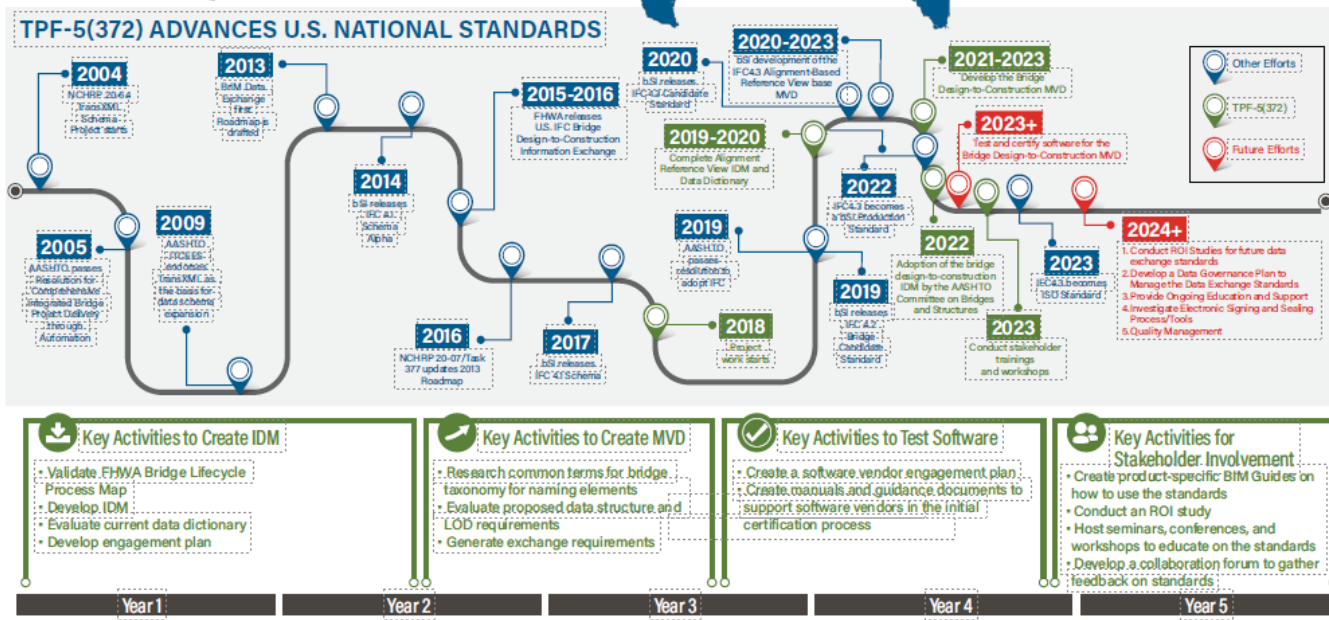 TPF-5(372) ADVANCES U.S. NATIONAL STANDARDS
2004
NCHRP 20-64
TransXML
Schema
Project starts
2005
AASHTO passes
Resolution for
Comprehensive
Integrated Bridge
Project Delivery
through
Automation
2009
AASHTO
endorses
TransXML as
the basis for
data schema
expansion
2013
BrIM Data
Exchange
first
Roadmap is
drafted
2014
bSI releases
IFC 4.1
Schema
Alpha
2015-2016
FHWA releases
U.S. IFC Bridge
Design-to-Construction
Information Exchange
2016
NCHRP 20-07/Task
377 updates 2013
Roadmap
2017
bSI releases
IFC 4.1 Schema
2018
Project
work starts
2019
AASHTO
passes
resolution to
adopt IFC
2019
bSI releases
IFC 4.2
Bridge
Candidate
Standard
2019-2020
Complete Alignment
Reference View IDM and
Data Dictionary
2020
bSI releases
IFC4.3 Candidate
Standard
2020-2023
bSI development of the
IFC4.3 Alignment-Based
Reference View base
MVD
2021-2023
Develop the Bridge
Design-to-Construction MVD
2022
IFC4.3 becomes
a bSI Production
Standard
2022
Adoption of the bridge
design-to-construction
IDM by the AASHTO
Committee on Bridges
and Structures
2023+
Test and certify software for the
Bridge Design-to-Construction MVD
2023
Conduct stakeholder
trainings
and workshops
2023
IFC4.3 becomes
ISO Standard
2024+
1. Conduct ROI Studies for future data
exchange standards
2. Develop a Data Governance Plan to
Manage the Data Exchange Standards
3. Provide Ongoing Education and Support
4. Investigate Electronic Signing and Sealing
Process/Tools
5. Quality Management
Other Efforts
TPF-5(372)
Future Efforts
Key Activities to Create IDM
• Validate FHWA Bridge Lifecycle
Process Map
• Develop IDM
• Evaluate current data dictionary
• Develop engagement plan
Key Activities to Create MVD
• Research common terms for bridge
taxonomy for naming elements
• Evaluate proposed data structure and
LOD requirements
• Generate exchange requirements
Key Activities to Test Software
• Create a software vendor engagement plan
• Create manuals and guidance documents to
support software vendors in the initial
certification process
Key Activities for
Stakeholder Involvement
• Create product-specific BIM Guides on
how to use the standards
• Conduct an ROI study
• Host seminars, conferences, and
workshops to educate on the standards
• Develop a collaboration forum to gather
feedback on standards
Year 1
Year 2
Year 3
Year 4
Year 5